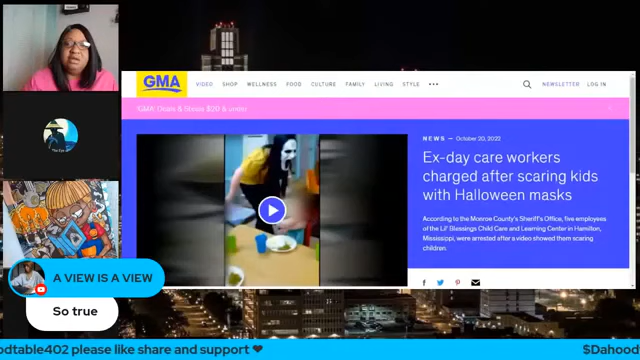 GMA
VIDEO SHOP WELLNESS FOOD CULTURE FAMILY LIVING STYLE
NEWSLETTER LOG IN
'GMA' Deals & Steals $20 & under
NEWS — October 20, 2022
Ex-day care workers
charged after scaring kids
with Halloween masks
According to the Monroe County's Sheriff's Office, five employees
of the Lil' Blessings Child Care and Learning Center in Hamilton,
Mississippi, were arrested after a video showed them scaring
children.
A VIEW IS A VIEW
So true
odtable402 please like share and support ❤
$Dahood